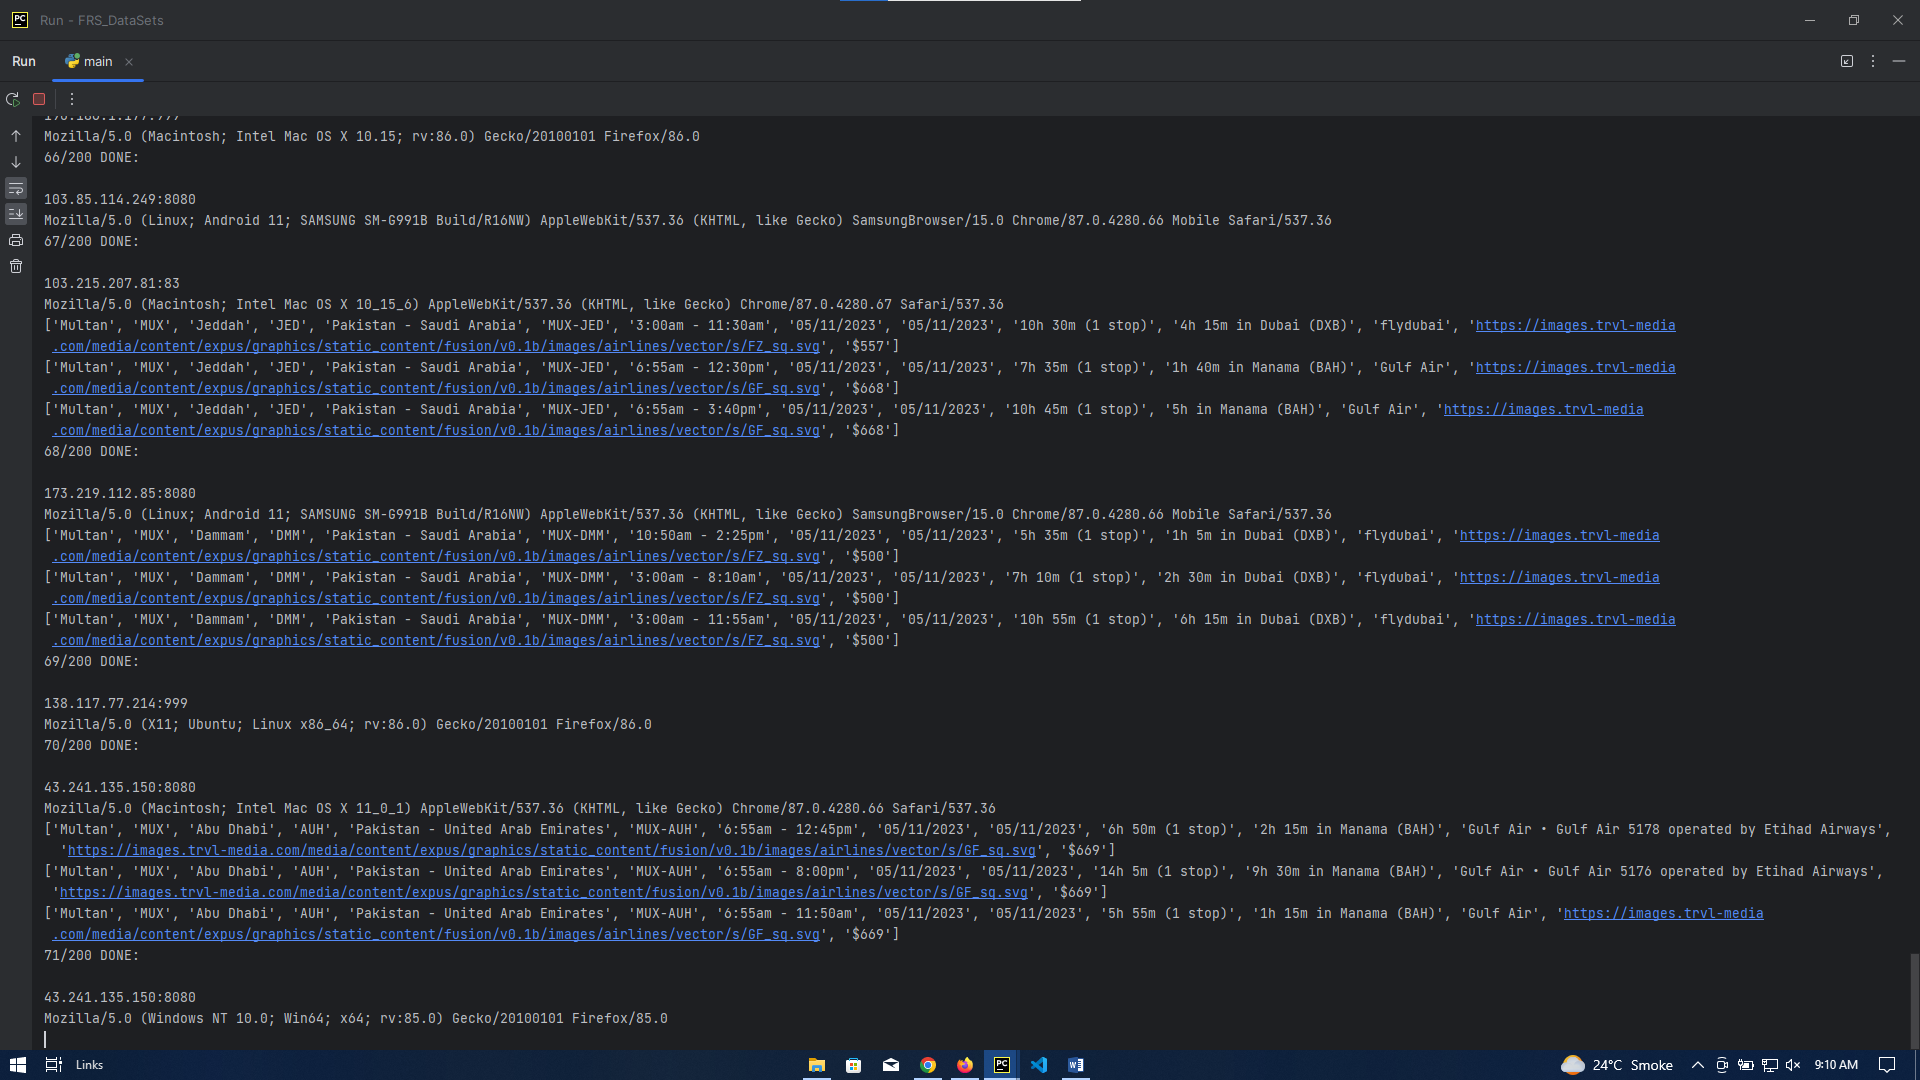 PC Run - FRS_DataSets
Run main
Mozilla/5.0 (Macintosh; Intel Mac OS X 10.15; rv:86.0) Gecko/20100101 Firefox/86.0
66/200 DONE:
103.85.114.249:8080
Mozilla/5.0 (Linux; Android 11; SAMSUNG SM-G991B Build/R16NW) AppleWebKit/537.36 (KHTML, like Gecko) SamsungBrowser/15.0 Chrome/87.0.4280.66 Mobile Safari/537.36
67/200 DONE:
103.215.207.81:83
Mozilla/5.0 (Macintosh; Intel Mac OS X 10_15_6) AppleWebKit/537.36 (KHTML, like Gecko) Chrome/87.0.4280.67 Safari/537.36
['Multan', 'MUX', 'Jeddah', 'JED', 'Pakistan - Saudi Arabia', 'MUX-JED', '3:00am - 11:30am', '05/11/2023', '05/11/2023', '10h 30m (1 stop)', '4h 15m in Dubai (DXB)', 'flydubai', 'https://images.trvl-media
.com/media/content/expus/graphics/static_content/fusion/v0.1b/images/airlines/vector/s/FZ_sq.svg', '$557']
['Multan', 'MUX', 'Jeddah', 'JED', 'Pakistan - Saudi Arabia', 'MUX-JED', '6:55am - 12:30pm', '05/11/2023', '05/11/2023', '7h 35m (1 stop)', '1h 40m in Manama (BAH)', 'Gulf Air', 'https://images.trvl-media
.com/media/content/expus/graphics/static_content/fusion/v0.1b/images/airlines/vector/s/GF_sq.svg', '$668']
['Multan', 'MUX', 'Jeddah', 'JED', 'Pakistan - Saudi Arabia', 'MUX-JED', '6:55am - 3:40pm', '05/11/2023', '05/11/2023', '10h 45m (1 stop)', '5h in Manama (BAH)', 'Gulf Air', 'https://images.trvl-media
.com/media/content/expus/graphics/static_content/fusion/v0.1b/images/airlines/vector/s/GF_sq.svg', '$668']
68/200 DONE:
173.219.112.85:8080
Mozilla/5.0 (Linux; Android 11; SAMSUNG SM-G991B Build/R16NW) AppleWebKit/537.36 (KHTML, like Gecko) SamsungBrowser/15.0 Chrome/87.0.4280.66 Mobile Safari/537.36
['Multan', 'MUX', 'Dammam', 'DMM', 'Pakistan - Saudi Arabia', 'MUX-DMM', '10:50am - 2:25pm', '05/11/2023', '05/11/2023', '5h 35m (1 stop)', '1h 5m in Dubai (DXB)', 'flydubai', 'https://images.trvl-media
.com/media/content/expus/graphics/static_content/fusion/v0.1b/images/airlines/vector/s/FZ_sq.svg', '$500']
['Multan', 'MUX', 'Dammam', 'DMM', 'Pakistan - Saudi Arabia', 'MUX-DMM', '3:00am - 8:10am', '05/11/2023', '05/11/2023', '7h 10m (1 stop)', '2h 30m in Dubai (DXB)', 'flydubai', 'https://images.trvl-media
.com/media/content/expus/graphics/static_content/fusion/v0.1b/images/airlines/vector/s/FZ_sq.svg', '$500']
['Multan', 'MUX', 'Dammam', 'DMM', 'Pakistan - Saudi Arabia', 'MUX-DMM', '3:00am - 11:55am', '05/11/2023', '05/11/2023', '10h 55m (1 stop)', '6h 15m in Dubai (DXB)', 'flydubai', 'https://images.trvl-media
.com/media/content/expus/graphics/static_content/fusion/v0.1b/images/airlines/vector/s/FZ_sq.svg', '$500']
69/200 DONE:
138.117.77.214:999
Mozilla/5.0 (X11; Ubuntu; Linux x86_64; rv:86.0) Gecko/20100101 Firefox/86.0
70/200 DONE:
43.241.135.150:8080
Mozilla/5.0 (Macintosh; Intel Mac OS X 11_0_1) AppleWebKit/537.36 (KHTML, like Gecko) Chrome/87.0.4280.66 Safari/537.36
['Multan', 'MUX', 'Abu Dhabi', 'AUH', 'Pakistan - United Arab Emirates', 'MUX-AUH', '6:55am - 12:45pm', '05/11/2023', '05/11/2023', '6h 50m (1 stop)', '2h 15m in Manama (BAH)', 'Gulf Air • Gulf Air 5178 operated by Etihad Airways',
'https://images.trvl-media.com/media/content/expus/graphics/static_content/fusion/v0.1b/images/airlines/vector/s/GF_sq.svg', '$669']
['Multan', 'MUX', 'Abu Dhabi', 'AUH', 'Pakistan - United Arab Emirates', 'MUX-AUH', '6:55am - 8:00pm', '05/11/2023', '05/11/2023', '14h 5m (1 stop)', '9h 30m in Manama (BAH)', 'Gulf Air • Gulf Air 5176 operated by Etihad Airways',
'https://images.trvl-media.com/media/content/expus/graphics/static_content/fusion/v0.1b/images/airlines/vector/s/GF_sq.svg', '$669']
['Multan', 'MUX', 'Abu Dhabi', 'AUH', 'Pakistan - United Arab Emirates', 'MUX-AUH', '6:55am - 11:50am', '05/11/2023', '05/11/2023', '5h 55m (1 stop)', '1h 15m in Manama (BAH)', 'Gulf Air', 'https://images.trvl-media
.com/media/content/expus/graphics/static_content/fusion/v0.1b/images/airlines/vector/s/GF_sq.svg', '$669']
71/200 DONE:
43.241.135.150:8080
Mozilla/5.0 (Windows NT 10.0; Win64; x64; rv:85.0) Gecko/20100101 Firefox/85.0
Links PC 24°C Smoke 9:10 AM